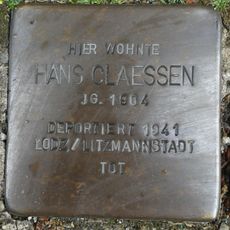 HIER WOHNTE
HANS CLAESSEN
JG. 1904
DEPORTIERT 1941
LODZ/LITZMANNSTADT
TOT